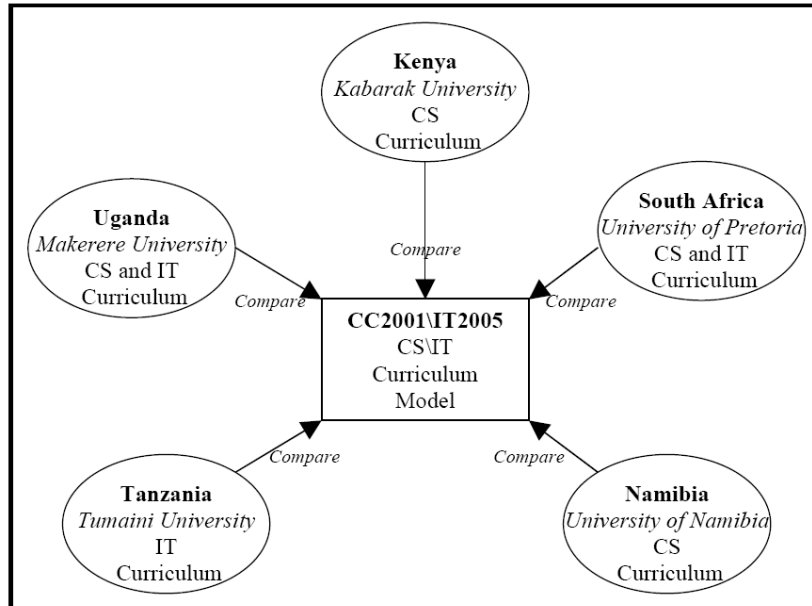 Kenya
Kabarak University
CS
Curriculum
Uganda
Makerere University
CS and IT
Curriculum
South Africa
University of Pretoria
CS and IT
Curriculum
Compare
Compare
Compare
CC2001\IT2005
CS\IT
Curriculum
Model
Compare
Compare
Tanzania
Tumaini University
IT
Curriculum
Namibia
University of Namibia
CS
Curriculum